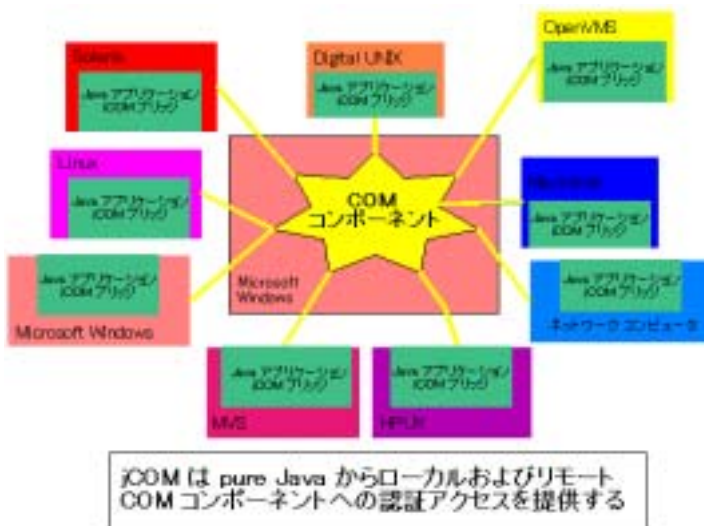 Solaris
Java アプリケーション
jCOM ブリッジ
Digital UNIX
Java アプリケーション
jCOM ブリッジ
OpenVMS
Java アプリケーション
jCOM ブリッジ
Linux
Java アプリケーション
jCOM ブリッジ
COM
コンポーネント
Microsoft
Windows
Java アプリケーション
jCOM ブリッジ
Java アプリケーション
jCOM ブリッジ
Microsoft Windows
Java アプリケーション
jCOM ブリッジ
ネットワーク コンピュータ
Java アプリケーション
jCOM ブリッジ
MVS
Java アプリケーション
jCOM ブリッジ
HPUX
jCOM は pure Java からローカルおよびリモート
COM コンポーネントへの認証アクセスを提供する